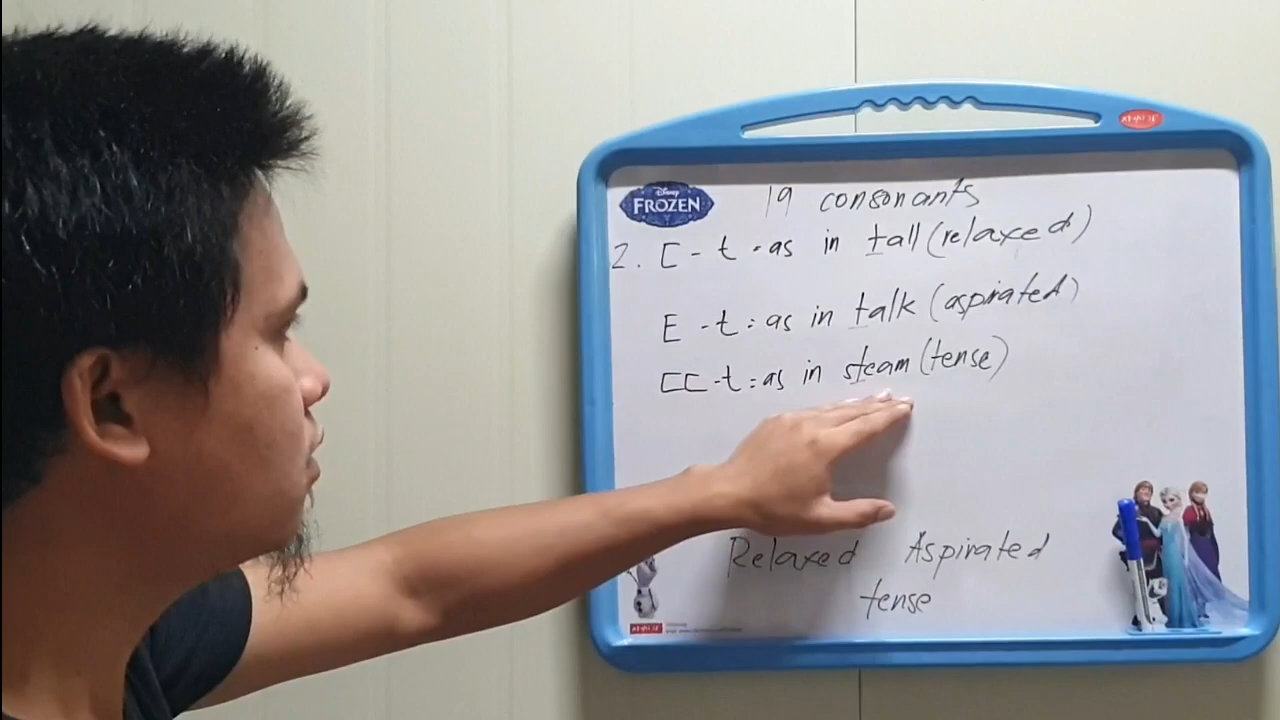 Disney
FROZEN
19 consonants
2. ㄷ - t = as in tall (relaxed)
ㅌ - t = as in talk (aspirated)
ㄸ - t = as in steam (tense)
Relaxed Aspirated
tense